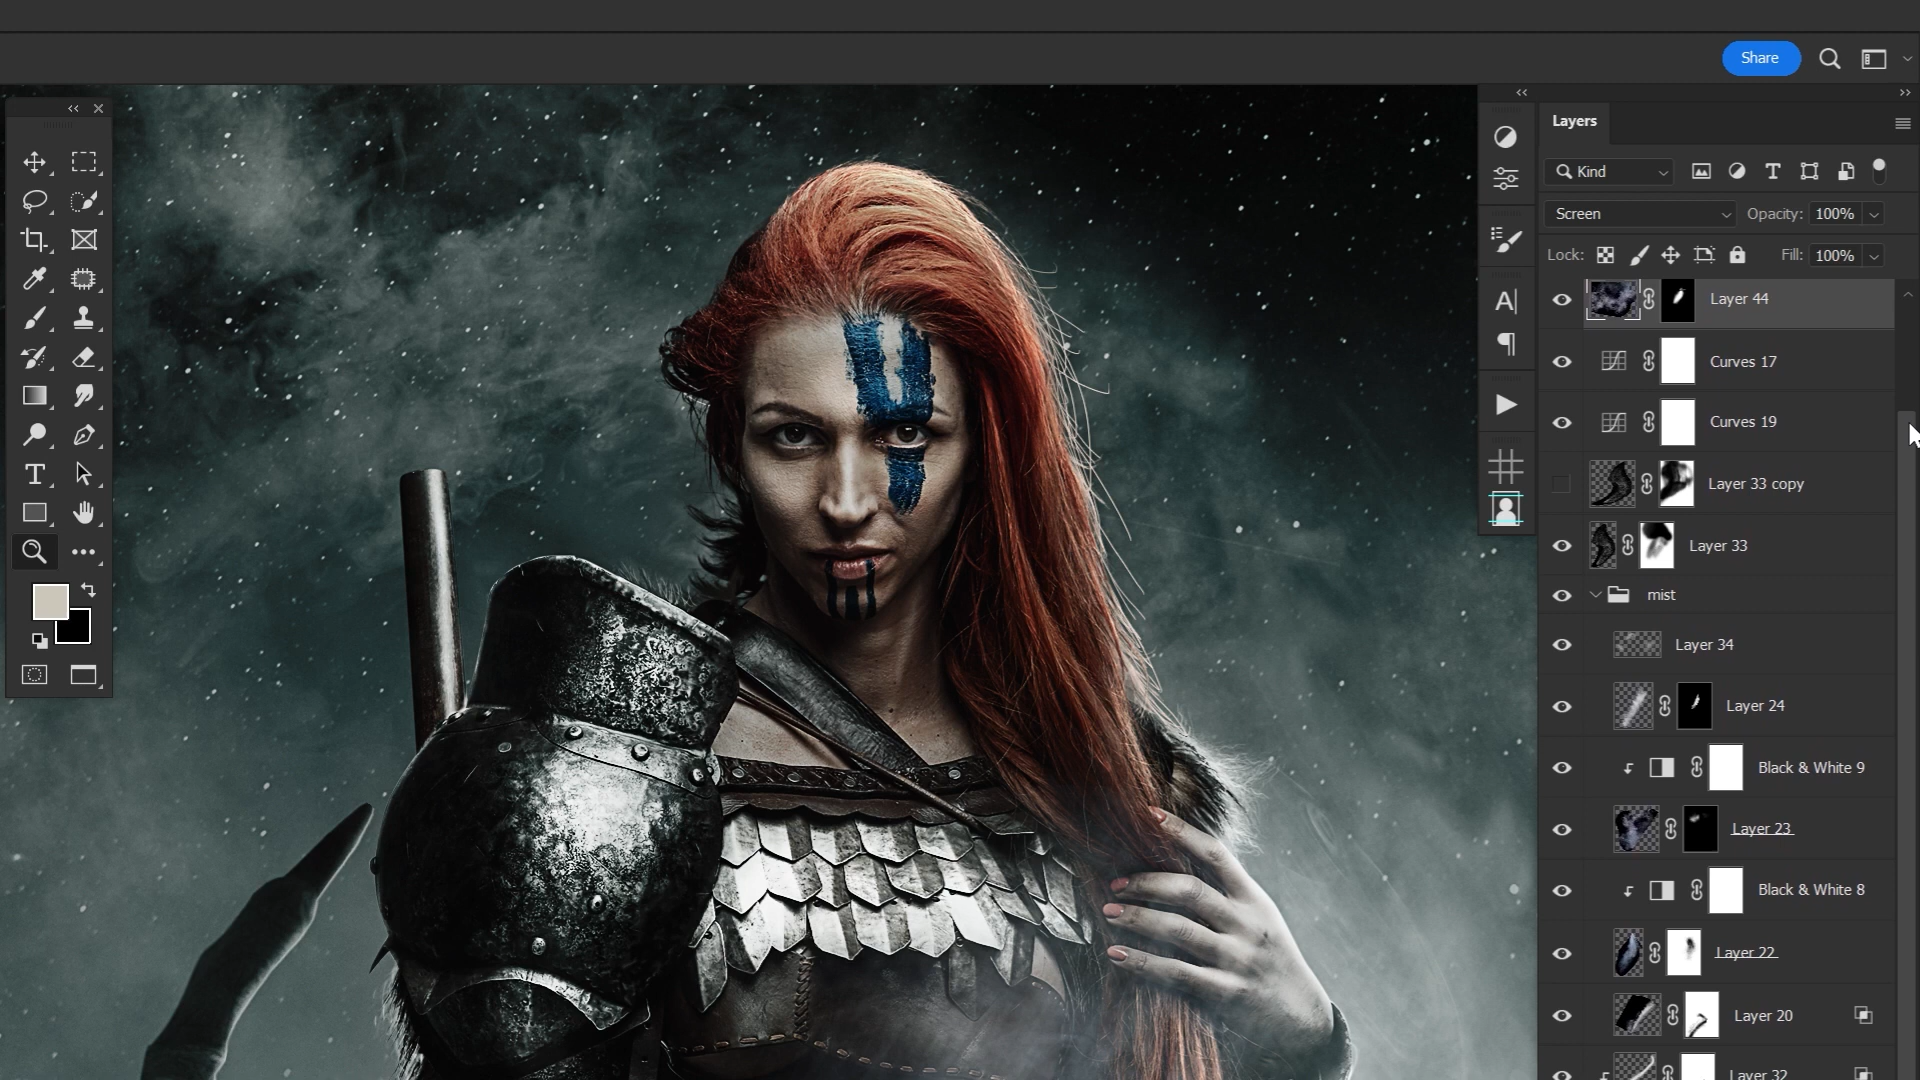 Share
Layers
Kind
Screen
Opacity: 100%
Lock:
Fill: 100%
Layer 44
Curves 17
Curves 19
Layer 33 copy
Layer 33
mist
Layer 34
Layer 24
Black & White 9
Layer 23
Black & White 8
Layer 22
Layer 20
Layer 32